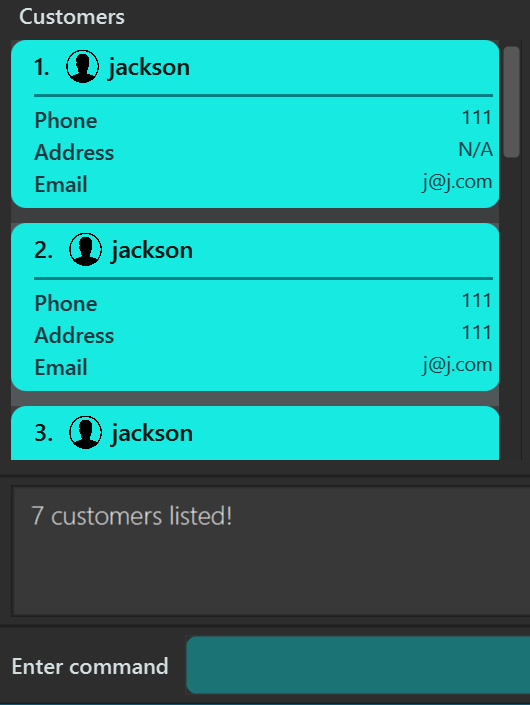 Customers
1. jackson
Phone 111
Address N/A
Email j@j.com
2. jackson
Phone 111
Address 111
Email j@j.com
3. jackson
7 customers listed!
Enter command